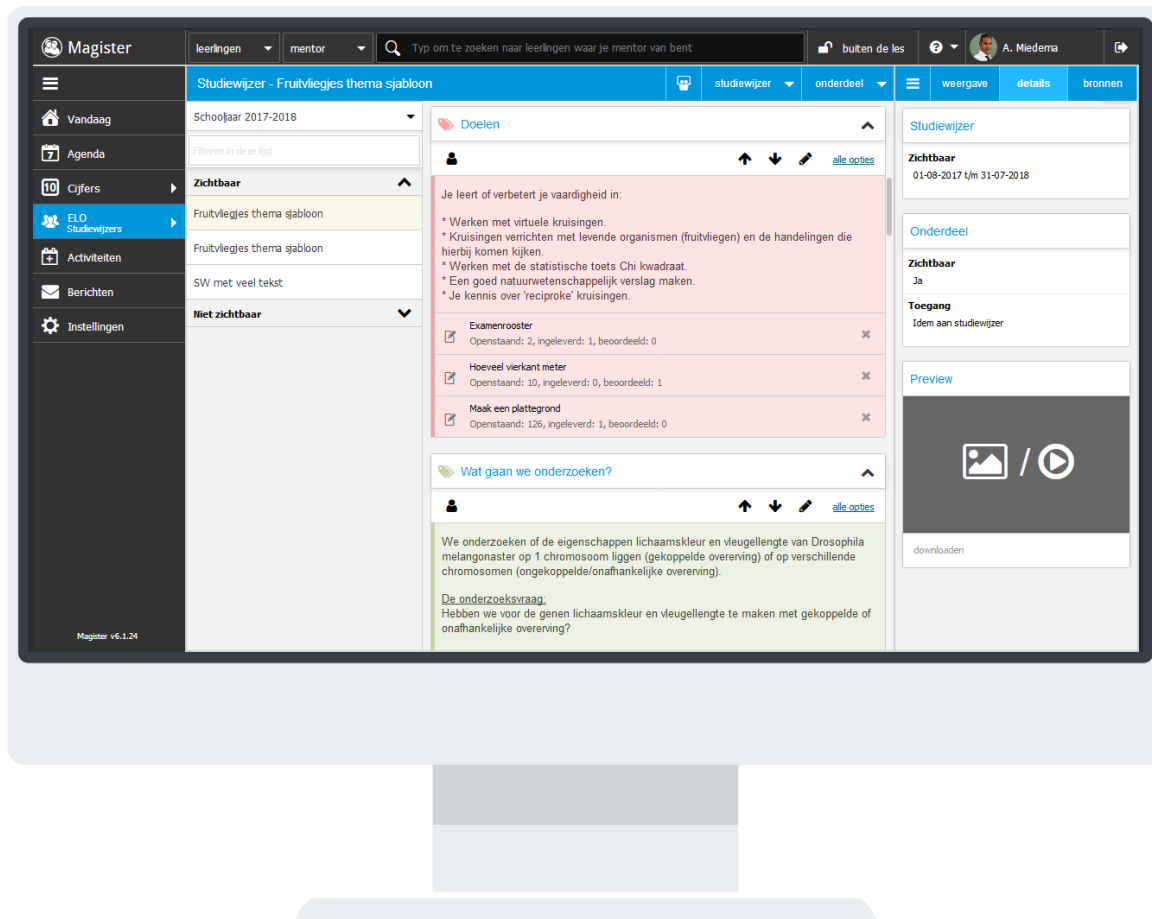 Magister
leerlingen
mentor
Typ om te zoeken naar leerlingen waar je mentor van bent
buiten de les
A. Miedema
Studiewijzer - Fruitvliegjes thema sjabloon
studiewijzer
onderdeel
weergave
details
bronnen
Vandaag
7
Agenda
10
Cijfers
ELO
Studiewijzers
Activiteiten
Berichten
Instellingen
Magister v6.1.24
Schooljaar 2017-2018
Filteren in deze lijst
Zichtbaar
Fruitvliegjes thema sjabloon
Fruitvliegjes thema sjabloon
SW met veel tekst
Niet zichtbaar
Doelen
alle opties
Je leert of verbetert je vaardigheid in:
* Werken met virtuele kruisingen.
* Kruisingen verrichten met levende organismen (fruitvliegen) en de handelingen die
hierbij komen kijken.
* Werken met de statistische toets Chi kwadraat.
* Een goed natuurwetenschappelijk verslag maken.
* Je kennis over 'reciproke' kruisingen.
Examenrooster
Openstaand: 2, ingeleverd: 1, beoordeeld: 0
Hoeveel vierkant meter
Openstaand: 10, ingeleverd: 0, beoordeeld: 1
Maak een plattegrond
Openstaand: 126, ingeleverd: 1, beoordeeld: 0
Wat gaan we onderzoeken?
alle opties
We onderzoeken of de eigenschappen lichaamskleur en vleugellengte van Drosophila
melangonaster op 1 chromosoom liggen (gekoppelde overerving) of op verschillende
chromosomen (ongekoppelde/onafhankelijke overerving).
De onderzoeksvraag:
Hebben we voor de genen lichaamskleur en vleugellengte te maken met gekoppelde of
onafhankelijke overerving?
Studiewijzer
Zichtbaar
01-08-2017 t/m 31-07-2018
Onderdeel
Zichtbaar
Ja
Toegang
Idem aan studiewijzer
Preview
/
downloaden